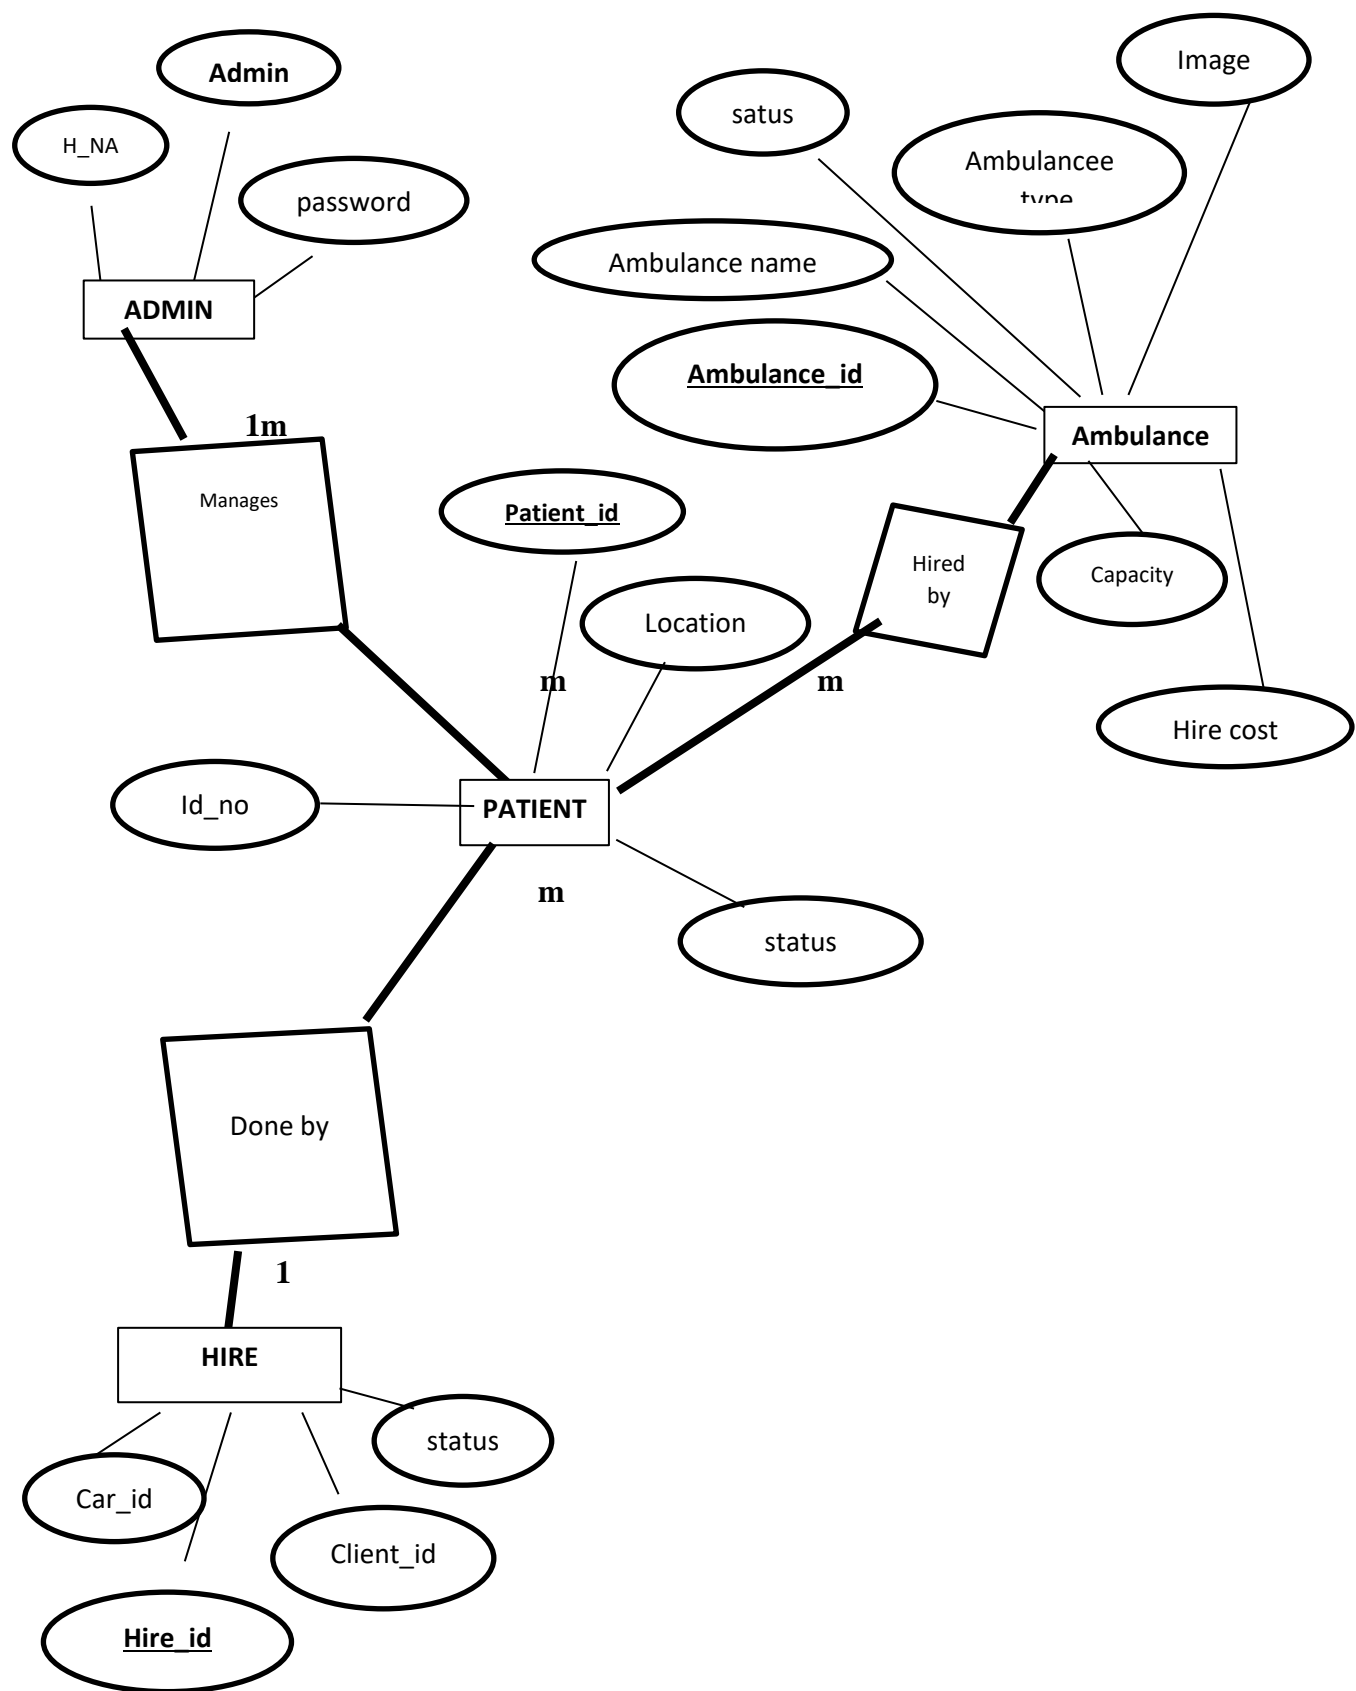 Image
Admin
satus
H_NA
Ambulancee
type
password
Ambulance name
ADMIN
Ambulance_id
1m
Ambulance
Manages
Patient_id
Hired
by
Capacity
Location
m
m
Hire cost
Id_no
PATIENT
m
status
Done by
1
HIRE
status
Car_id
Client_id
Hire_id